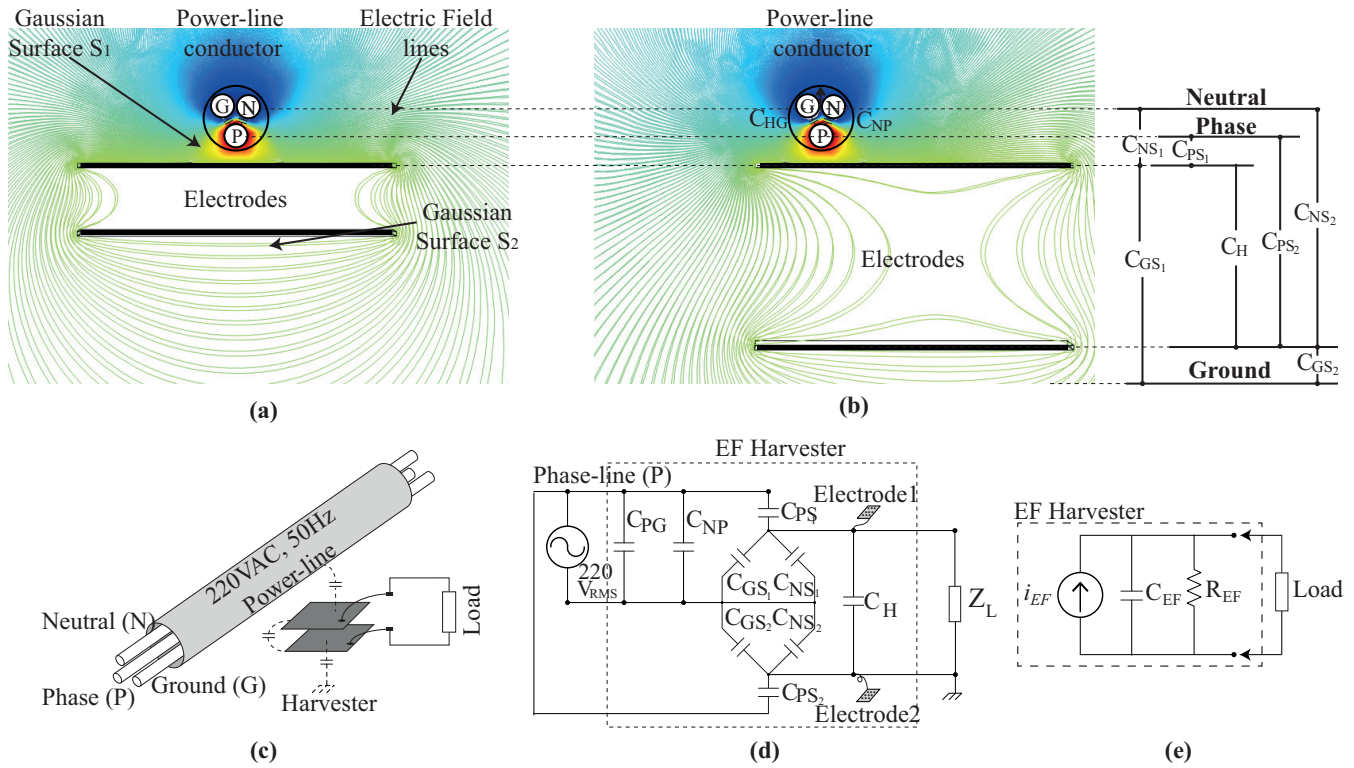 Gaussian
Surface S1
Power-line
conductor
Electric Field
lines
G N
P
Electrodes
Gaussian
Surface S2
(a)
Power-line
conductor
G N
P
CHG
CNP
Electrodes
(b)
Neutral
Phase
CNS1
CPS1
CNS2
CGS1
CH
CPS2
Ground
CGS2
220VAC, 50Hz
Power-line
Neutral (N)
Phase (P)
Ground (G)
Harvester
Load
(c)
EF Harvester
Phase-line (P)
Electrode1
CPG
CNP
CPS1
220
VRMS
CGS1 CNS1
CGS2 CNS2
CH
ZL
CPS2
Electrode2
(d)
EF Harvester
iEF
CEF
REF
Load
(e)